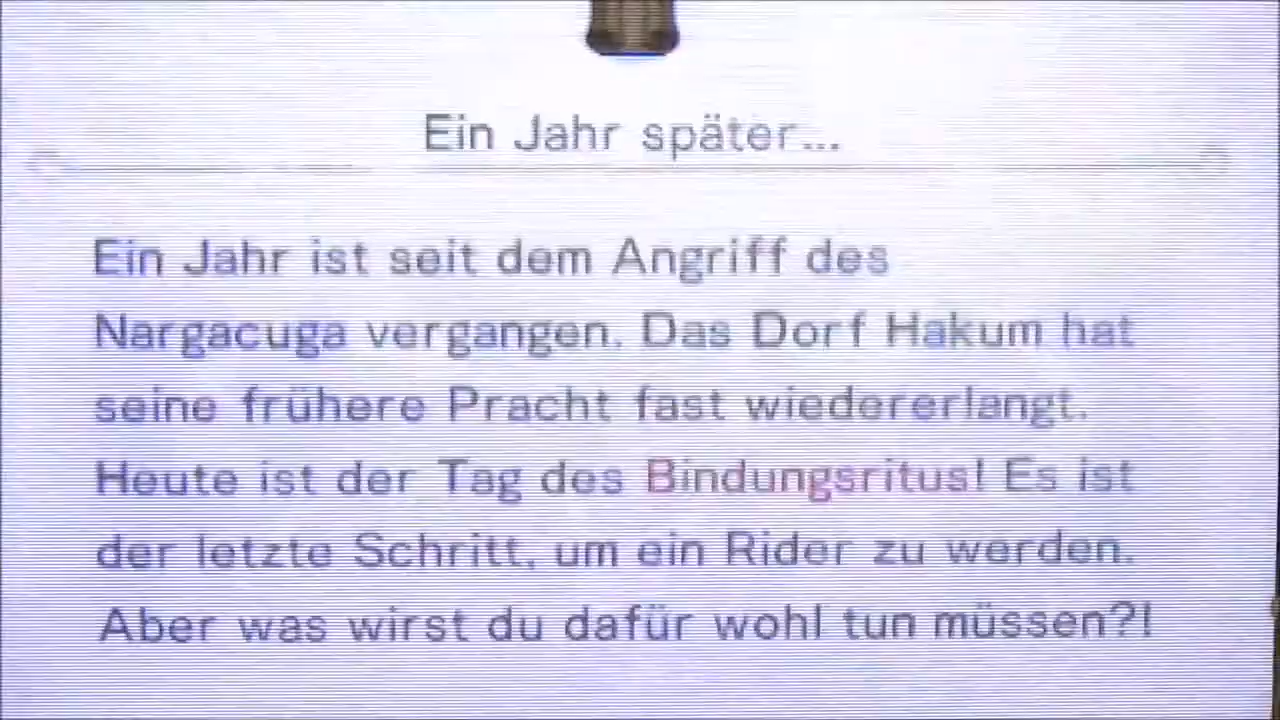 Ein Jahr später...
Ein Jahr ist seit dem Angriff des
Nargacuga vergangen. Das Dorf Hakum hat
seine frühere Pracht fast wiedererlangt.
Heute ist der Tag des Bindungsritus! Es ist
der letzte Schritt, um ein Rider zu werden.
Aber was wirst du dafür wohl tun müssen?!